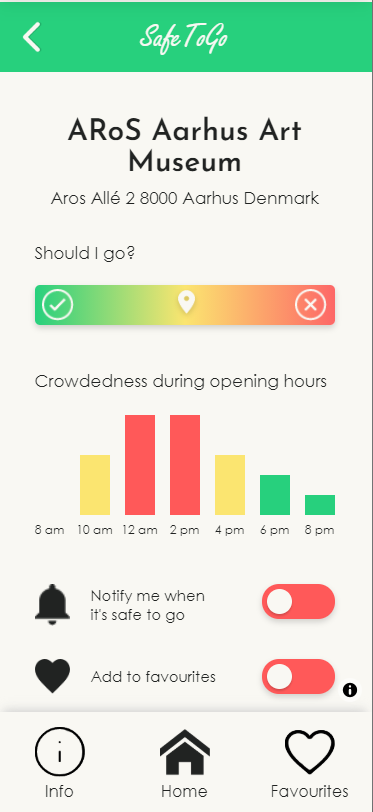 SafeToGo
ARoS Aarhus Art
Museum
Aros Allé 2 8000 Aarhus Denmark
Should I go?
Crowdedness during opening hours
8 am 10 am 12 am 2 pm 4 pm 6 pm 8 pm
Notify me when
it's safe to go
Add to favourites
Info Home Favourites